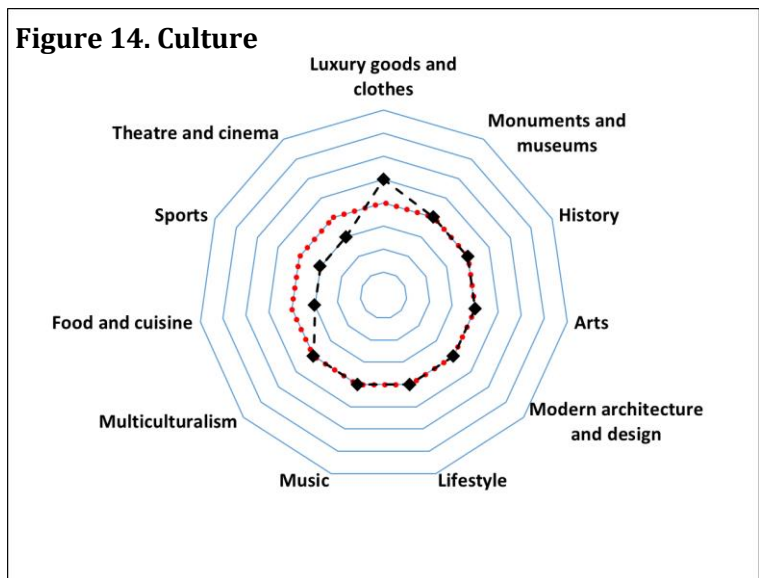 Figure 14. Culture
Luxury goods and
clothes
Monuments and
museums
History
Arts
Modern architecture
and design
Lifestyle
Music
Multiculturalism
Food and cuisine
Sports
Theatre and cinema